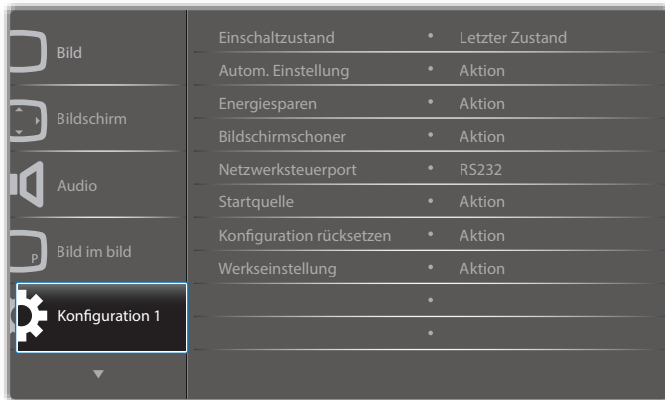 Bild
Bildschirm
Audio
P
Bild im bild
Konfiguration 1
Einschaltzustand • Letzter Zustand
Autom. Einstellung • Aktion
Energiesparen • Aktion
Bildschirmschoner • Aktion
Netzwerksteuerport • RS232
Startquelle • Aktion
Konfiguration rücksetzen • Aktion
Werkseinstellung • Aktion
•
•